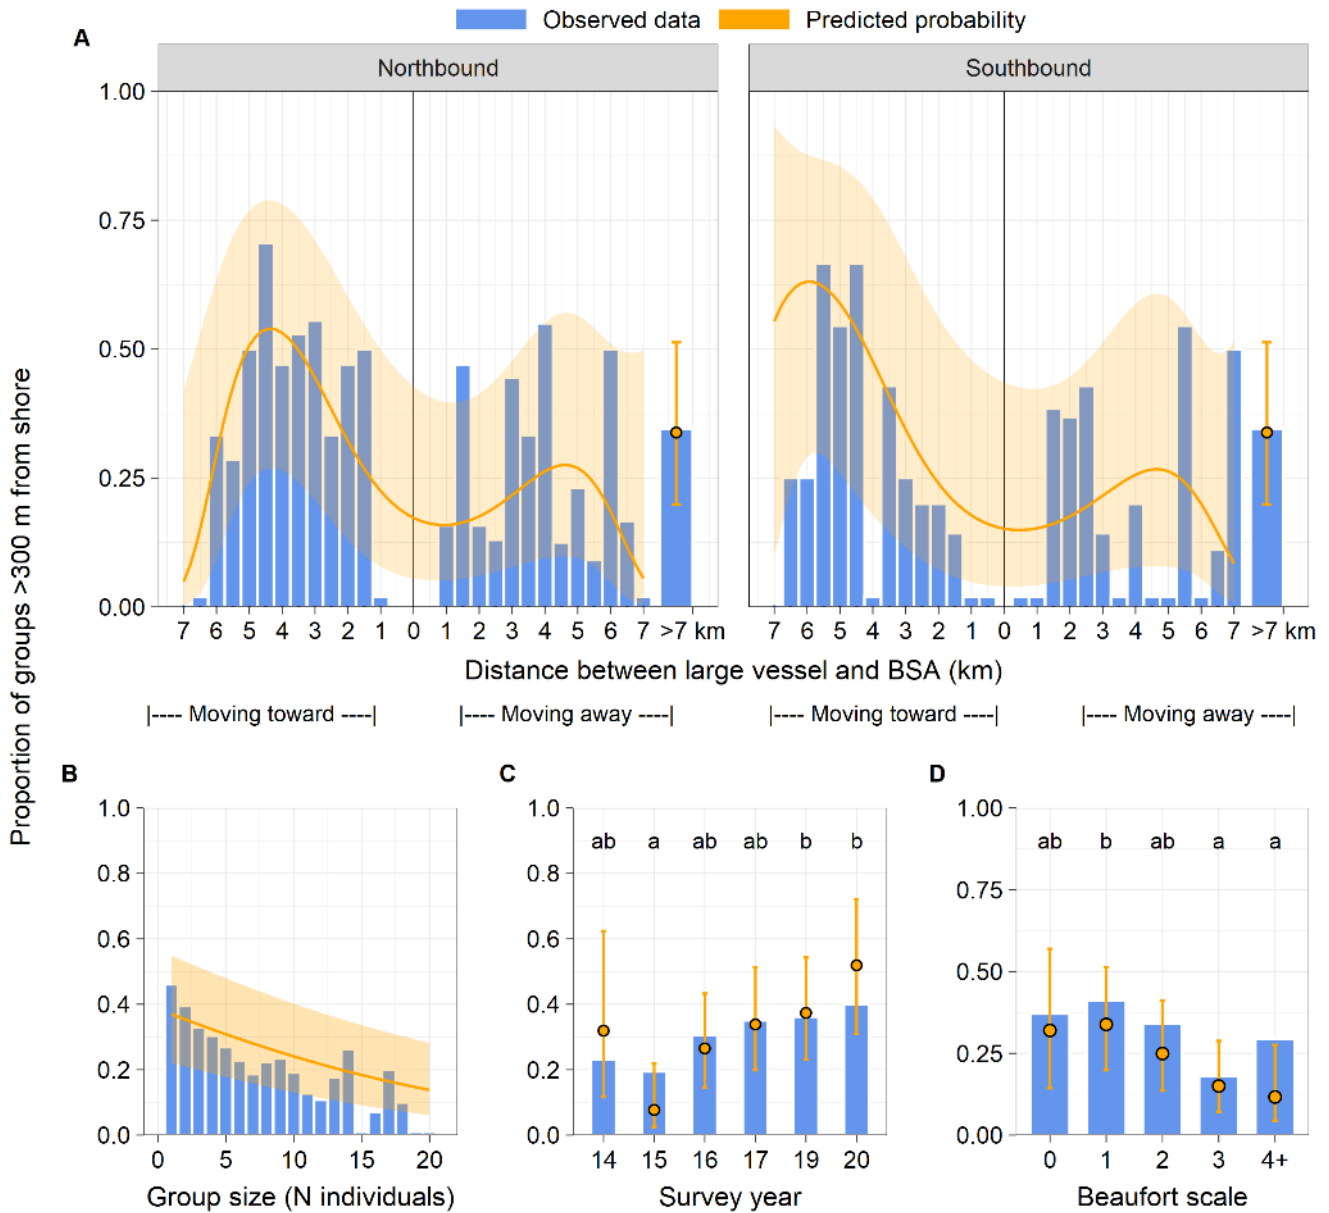 Observed data Predicted probability
A
Northbound Southbound
1.00
0.75
0.50
0.25
0.00
7 6 5 4 3 2 1 0 1 2 3 4 5 6 7 >7 km 7 6 5 4 3 2 1 0 1 2 3 4 5 6 7 >7 km
Distance between large vessel and BSA (km)
|---- Moving toward ----| |---- Moving away ----| |---- Moving toward ----| |---- Moving away ----|
Proportion of groups >300 m from shore
B
1.0
0.8
0.6
0.4
0.2
0.0
0 5 10 15 20
Group size (N individuals)
C
1.0
0.8
0.6
0.4
0.2
0.0
ab a ab ab b b
14 15 16 17 19 20
Survey year
D
1.00
0.75
0.50
0.25
0.00
ab b ab a a
0 1 2 3 4+
Beaufort scale